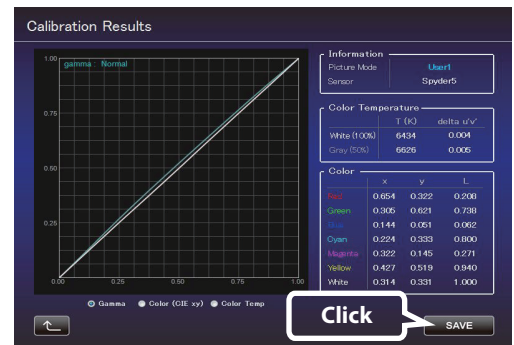 Calibration Results
gamma : Normal
1.00
0.75
0.50
0.25
0.00 0.25 0.50 0.75 1.00
Gamma Color (CIE xy) Color Temp
Information
Picture Mode User1
Sensor Spyder5
Color Temperature
T (K) delta u'v'
White (100%) 6434 0.004
Gray (50%) 6626 0.005
Color
x y L
Red 0.654 0.322 0.208
Green 0.305 0.621 0.738
Blue 0.144 0.051 0.062
Cyan 0.224 0.333 0.800
Magenta 0.322 0.145 0.271
Yellow 0.427 0.519 0.940
White 0.314 0.331 1.000
Click
SAVE